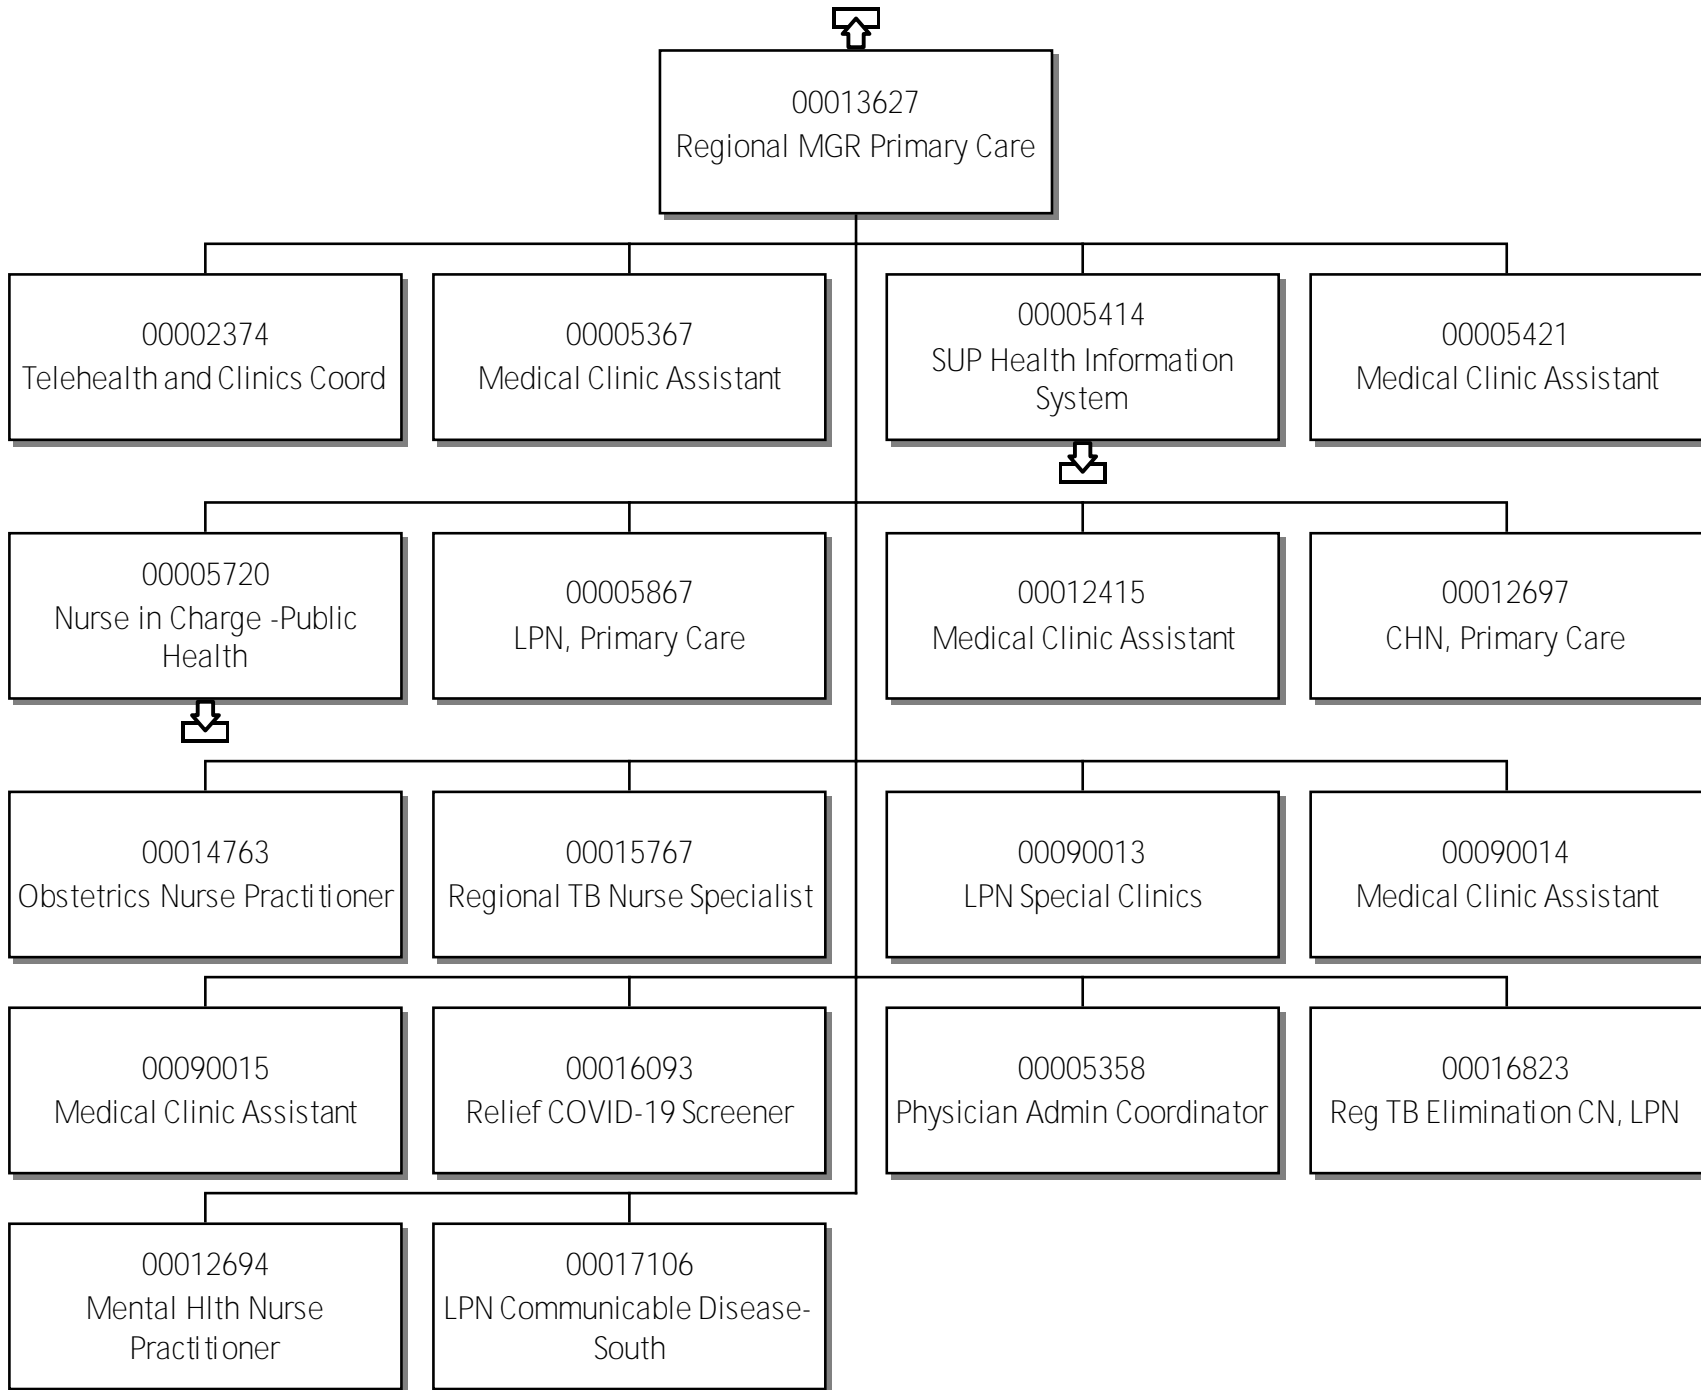 00013627
Regional MGR Primary Care
00002374
Telehealth and Clinics Coord
00005367
Medical Clinic Assistant
00005414
SUP Health Information
System
00005421
Medical Clinic Assistant
00005720
Nurse in Charge -Public
Health
00005867
LPN, Primary Care
00012415
Medical Clinic Assistant
00012697
CHN, Primary Care
00014763
Obstetrics Nurse Practitioner
00015767
Regional TB Nurse Specialist
00090013
LPN Special Clinics
00090014
Medical Clinic Assistant
00090015
Medical Clinic Assistant
00016093
Relief COVID-19 Screener
00005358
Physician Admin Coordinator
00016823
Reg TB Elimination CN, LPN
00012694
Mental Hlth Nurse
Practitioner
00017106
LPN Communicable Disease-
South